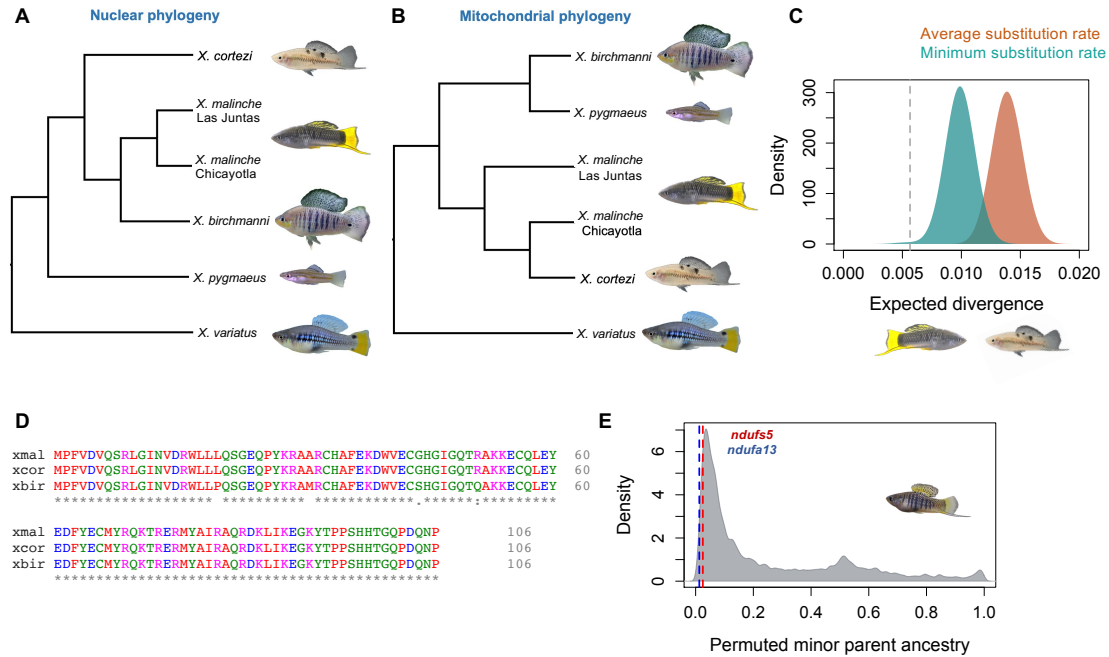 A
Nuclear phylogeny
X. cortezi
X. malinche
Las Juntas
X. malinche
Chicayotla
X. birchmanni
X. pygmaeus
X. variatus
B
Mitochondrial phylogeny
X. birchmanni
X. pygmaeus
X. malinche
Las Juntas
X. malinche
Chicayotla
X. cortezi
X. variatus
C
Average substitution rate
Minimum substitution rate
Density
0
100
200
300
0.000
0.005
0.010
0.015
0.020
Expected divergence
D
xmal MPFVDVQSRLGINVDRWLLLQSGEQPYKRAARCHAFEKDWVECGHGIGQTRAKKECQLEY 60
xcor MPFVDVQSRLGINVDRWLLLQSGEQPYKRAARCHAFEKDWVECGHGIGQTRAKKECQLEY 60
xbir MPFVDVQSRLGINVDRWLLLPSGEQPYKRAMRCHAFEKDWVECSHGIGQTQAKKECQLEY 60
******************** ********* ************.******:*********
xmal EDFYECMYRQKTRERMYAIRAQRDKLIKEGKYTPPSHHTGQPDQNP 106
xcor EDFYECMYRQKTRERMYAIRAQRDKLIKEGKYTPPSHHTGQPDQNP 106
xbir EDFYECMYRQKTRERMYAIRAQRDKLIKEGKYTPPSHHTGQPDQNP 106
**********************************************
E
ndufs5
ndufa13
Density
0
2
4
6
0.0
0.2
0.4
0.6
0.8
1.0
Permuted minor parent ancestry